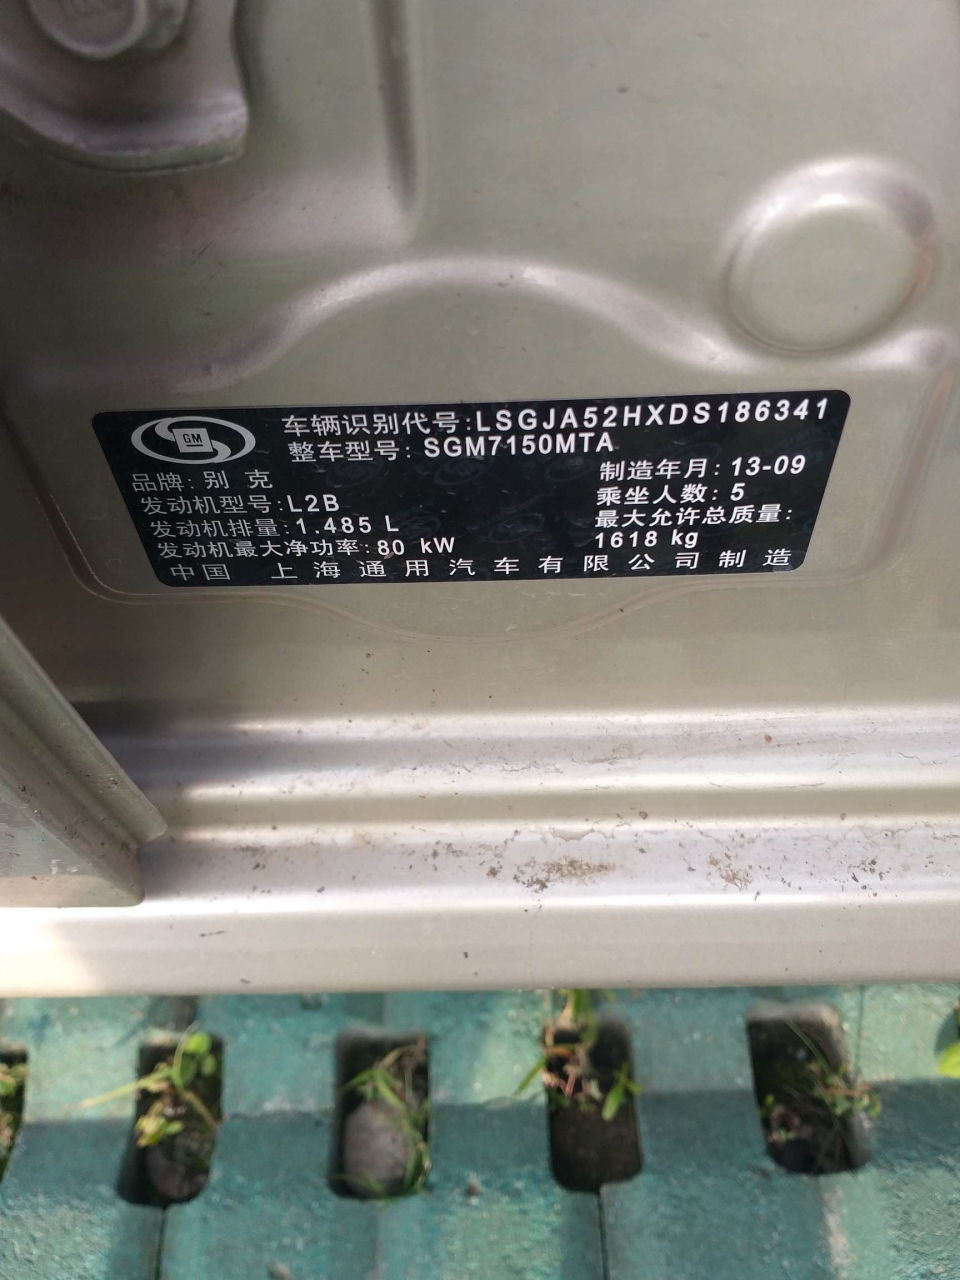 GM
车辆识别代号:LSGJA52HXDS186341
整车型号: SGM7150MTA
品牌: 别 克
制造年月: 13-09
发动机型号: L2B
乘坐人数: 5
发动机排量: 1.485 L
最大允许总质量:
1618 kg
发动机最大净功率: 80 kW
中国 上海通用汽车有限公司制造